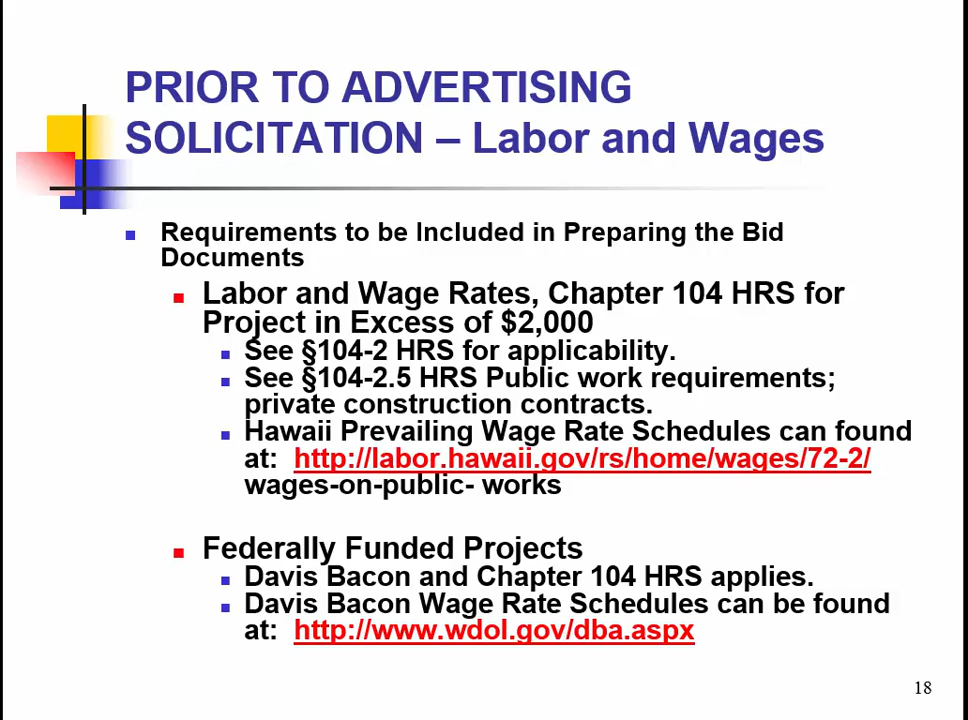 PRIOR TO ADVERTISING
SOLICITATION – Labor and Wages
Requirements to be Included in Preparing the Bid
Documents
Labor and Wage Rates, Chapter 104 HRS for
Project in Excess of $2,000
See §104-2 HRS for applicability.
See §104-2.5 HRS Public work requirements;
private construction contracts.
Hawaii Prevailing Wage Rate Schedules can found
at: http://labor.hawaii.gov/rs/home/wages/72-2/
wages-on-public- works
Federally Funded Projects
Davis Bacon and Chapter 104 HRS applies.
Davis Bacon Wage Rate Schedules can be found
at: http://www.wdol.gov/dba.aspx
18